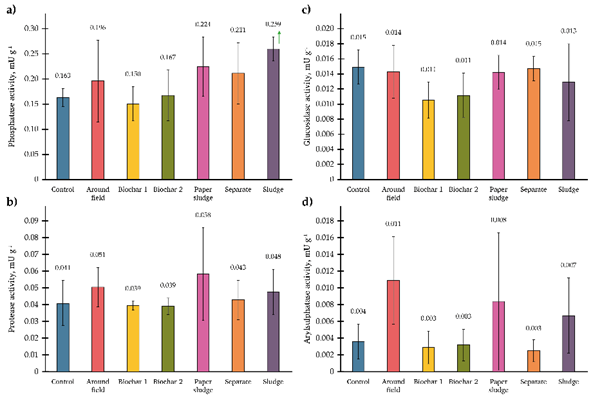 a)
Phosphatase activity, mU g⁻¹
0.30
0.25
0.20
0.15
0.10
0.05
0
0.163
0.196
0.150
0.167
0.224
0.211
0.259
Control
Around field
Biochar 1
Biochar 2
Paper sludge
Separate
Sludge
c)
Glucosidase activity, mU g⁻¹
0.020
0.018
0.016
0.014
0.012
0.010
0.008
0.006
0.004
0.002
0
0.015
0.014
0.011
0.011
0.014
0.015
0.013
Control
Around field
Biochar 1
Biochar 2
Paper sludge
Separate
Sludge
b)
Protease activity, mU g⁻¹
0.09
0.08
0.07
0.06
0.05
0.04
0.03
0.02
0.01
0
0.041
0.051
0.039
0.039
0.058
0.043
0.048
Control
Around field
Biochar 1
Biochar 2
Paper sludge
Separate
Sludge
d)
Arylsulphatase activity, mU g⁻¹
0.018
0.016
0.014
0.012
0.010
0.008
0.006
0.004
0.002
0
0.004
0.011
0.003
0.003
0.008
0.003
0.007
Control
Around field
Biochar 1
Biochar 2
Paper sludge
Separate
Sludge